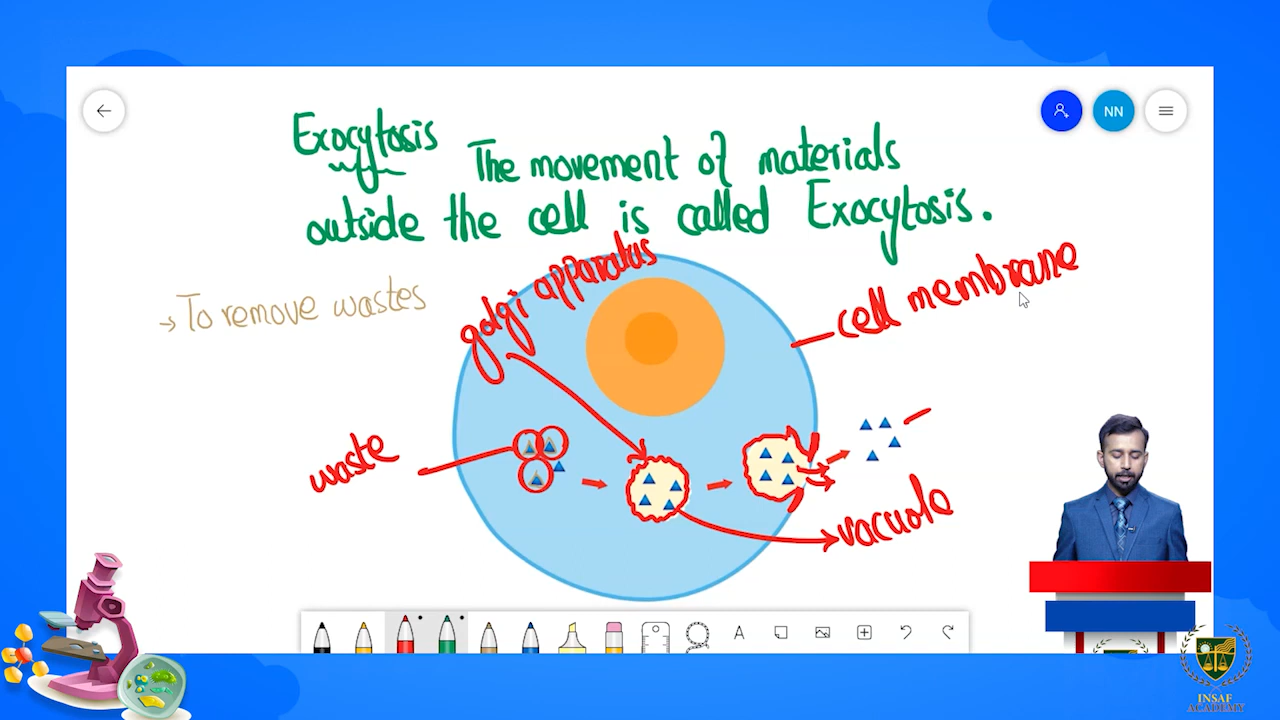 Exocytosis The movement of materials
outside the cell is called Exocytosis.
NN
→ To remove wastes
golgi apparatus
cell membrane
waste
vacuole
A
INSAF
ACADEMY